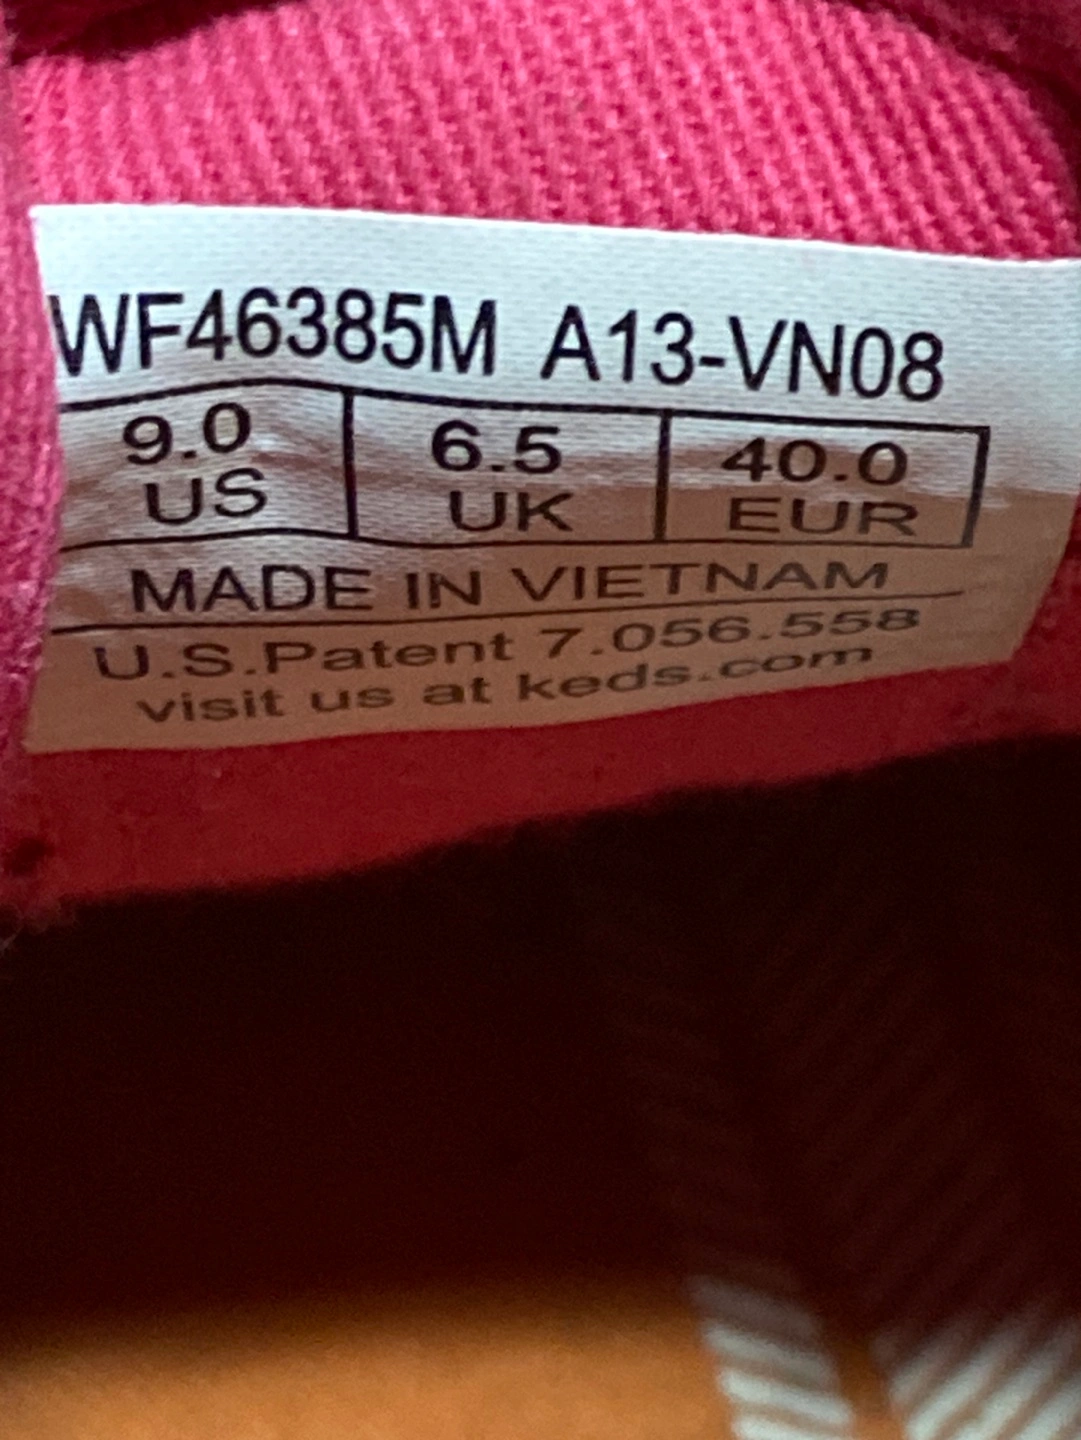 WF46385M A13-VN08
9.0 6.5 40.0
US UK EUR
MADE IN VIETNAM
U.S.Patent 7.056.558
visit us at keds.com